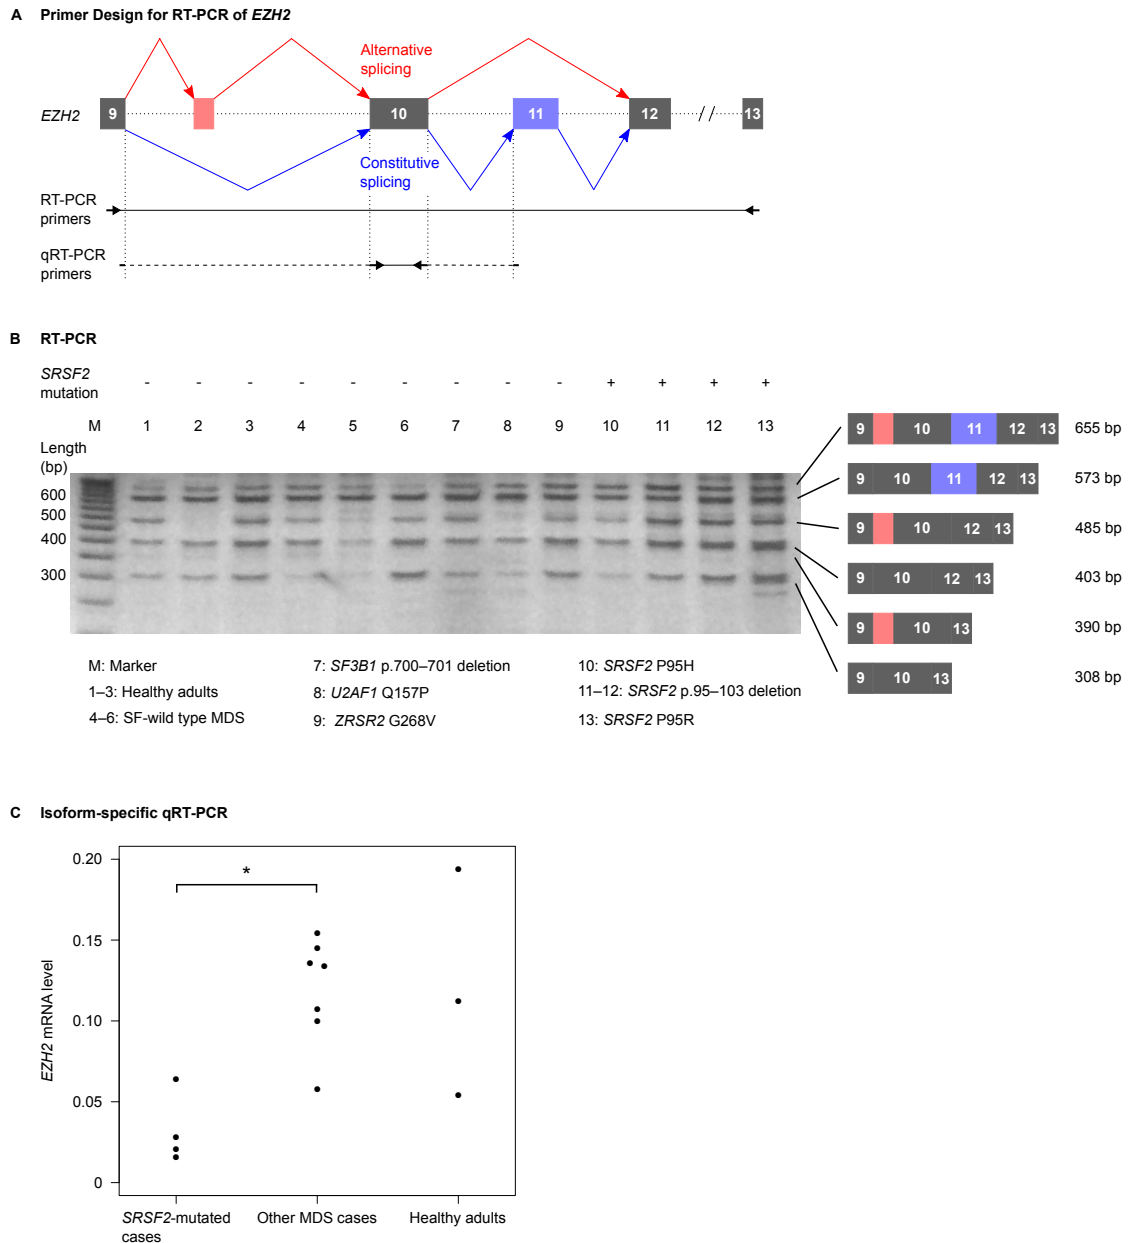 A Primer Design for RT-PCR of EZH2
Alternative
splicing
EZH2
9
10
11
12
13
Constitutive
splicing
RT-PCR
primers
qRT-PCR
primers
B RT-PCR
SRSF2
mutation
- - - - - - - - - + + + +
M 1 2 3 4 5 6 7 8 9 10 11 12 13
Length
(bp)
600
500
400
300
9 10 11 12 13 655 bp
9 10 11 12 13 573 bp
9 10 12 13 485 bp
9 10 12 13 403 bp
9 10 13 390 bp
9 10 13 308 bp
M: Marker
1–3: Healthy adults
4–6: SF-wild type MDS
7: SF3B1 p.700–701 deletion
8: U2AF1 Q157P
9: ZRSR2 G268V
10: SRSF2 P95H
11–12: SRSF2 p.95–103 deletion
13: SRSF2 P95R
C Isoform-specific qRT-PCR
EZH2 mRNA level
0.20
0.15
0.10
0.05
0
*
SRSF2-mutated
cases
Other MDS cases
Healthy adults